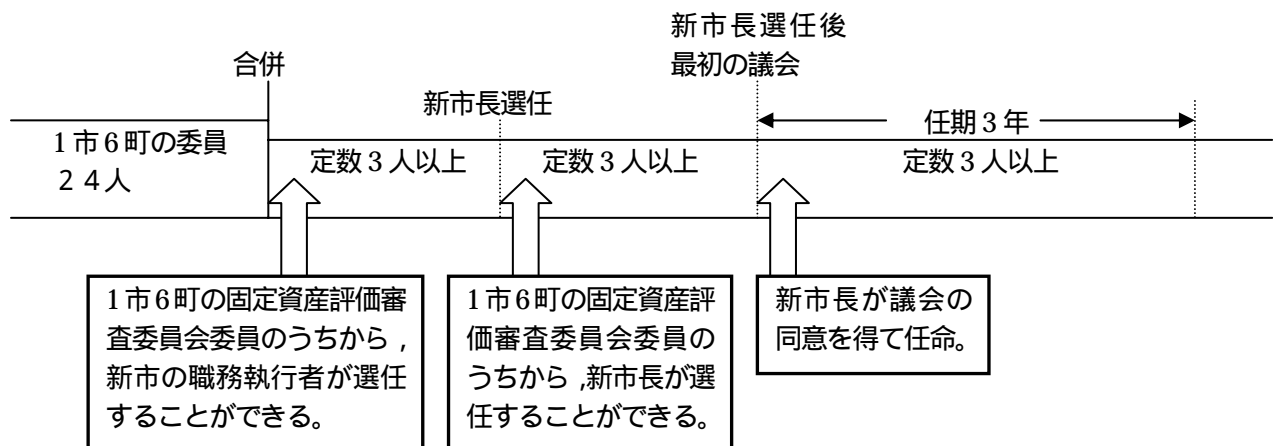 新市長選任後
最初の議会
合併
新市長選任
任期3年
1市6町の委員
24人
定数3人以上
定数3人以上
定数3人以上
1市6町の固定資産評価審
査委員会委員のうちから,
新市の職務執行者が選任
することができる。
1市6町の固定資産評
価審査委員会委員の
うちから,新市長が選
任することができる。
新市長が議会の
同意を得て任命。